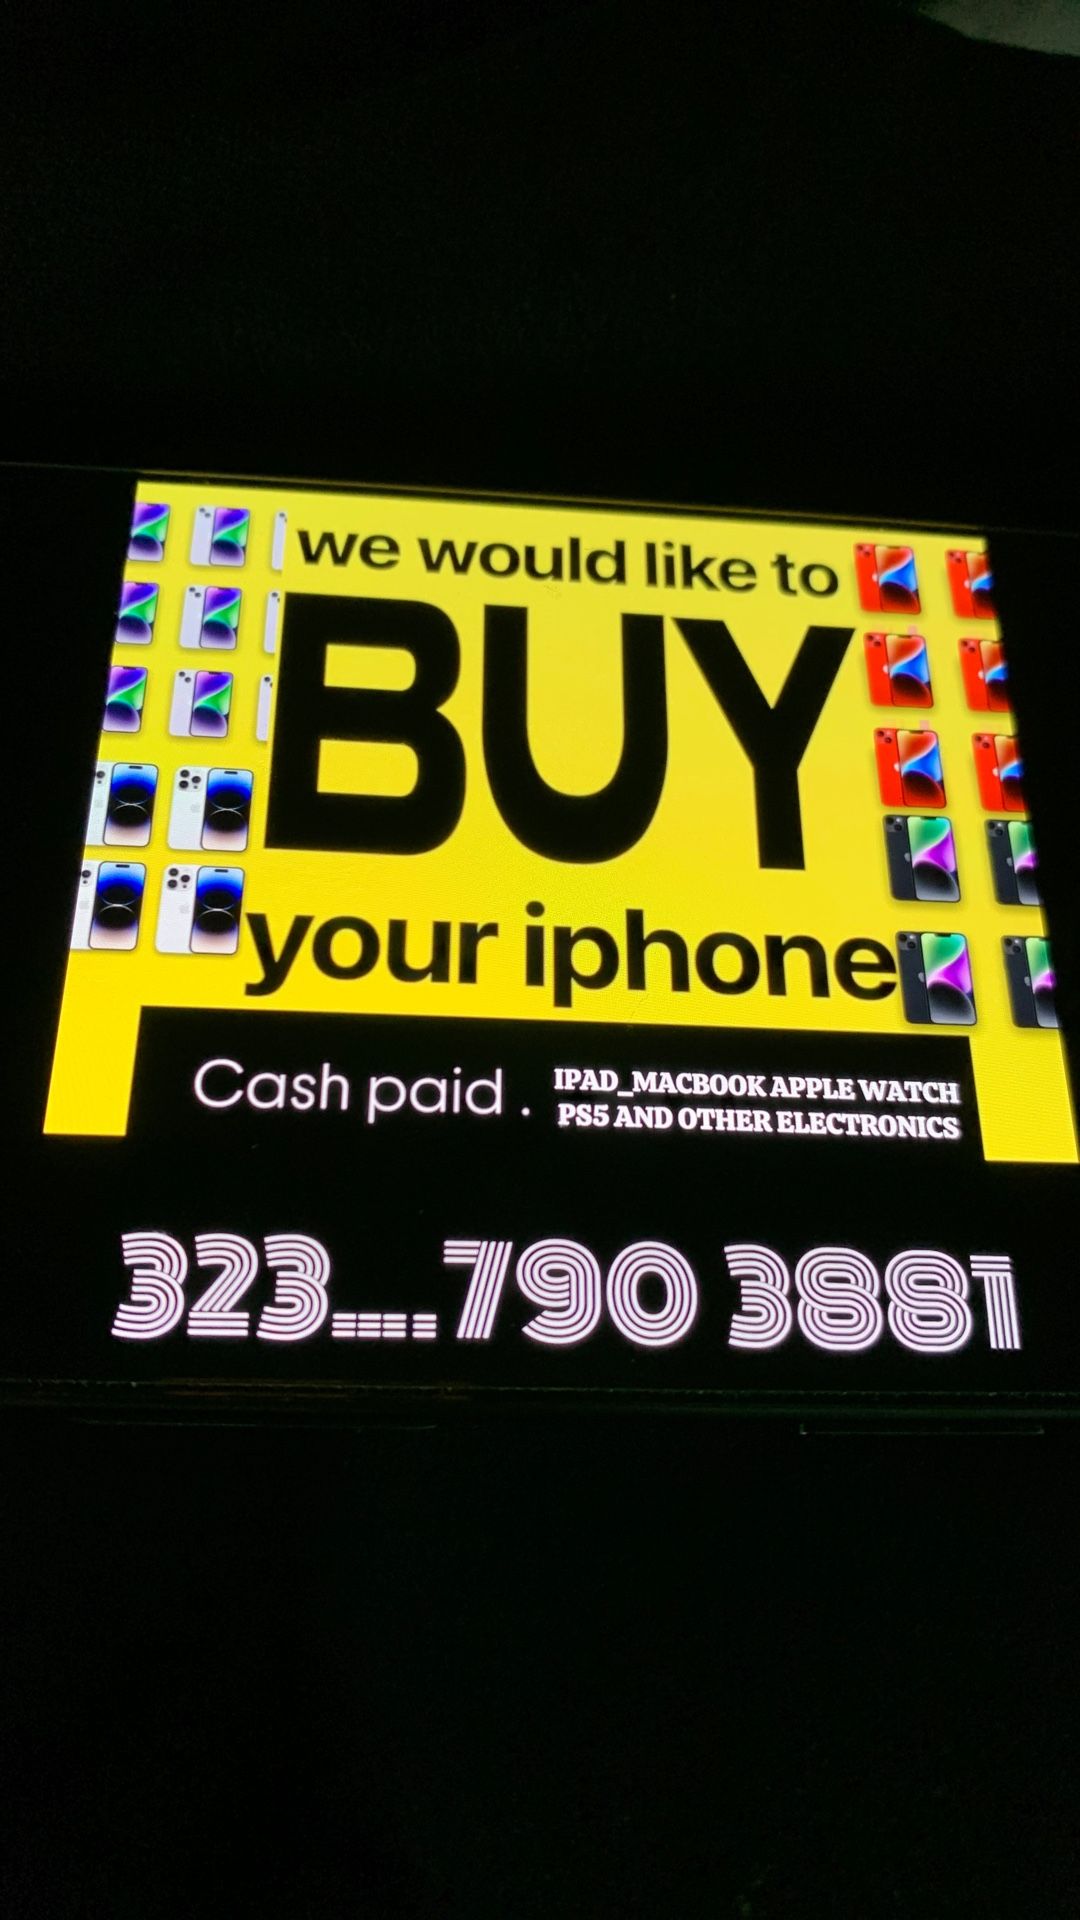 we would like to
BUY
your iphone
Cash paid .
IPAD_MACBOOK APPLE WATCH
PS5 AND OTHER ELECTRONICS
323....790 3881